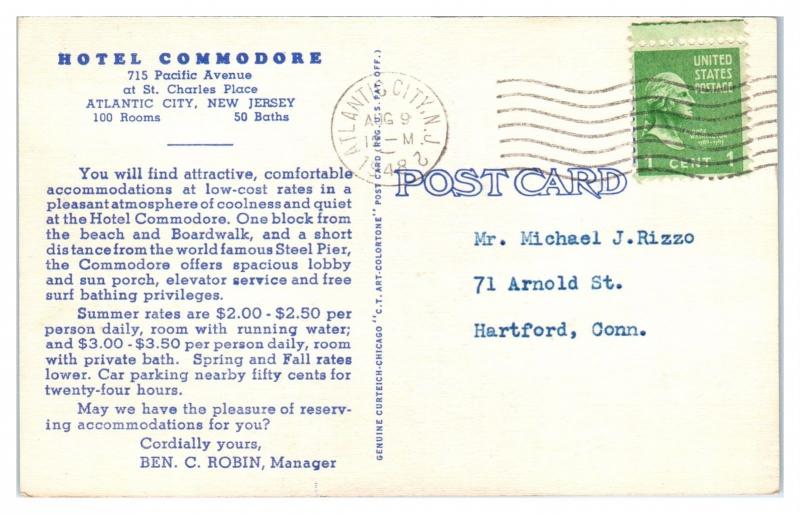 HOTEL COMMODORE
715 Pacific Avenue
at St. Charles Place
ATLANTIC CITY, NEW JERSEY
100 Rooms 50 Baths
You will find attractive, comfortable
accommodations at low-cost rates in a
pleasant atmosphere of coolness and quiet
at the Hotel Commodore. One block from
the beach and Boardwalk, and a short
distance from the world famous Steel Pier,
the Commodore offers spacious lobby
and sun porch, elevator service and free
surf bathing privileges.
Summer rates are $2.00 - $2.50 per
person daily, room with running water;
and $3.00 - $3.50 per person daily, room
with private bath. Spring and Fall rates
lower. Car parking nearby fifty cents for
twenty-four hours.
May we have the pleasure of reserv-
ing accommodations for you?
Cordially yours,
BEN. C. ROBIN, Manager
GENUINE CURTEICH-CHICAGO "C.T. ART-COLORTONE" POST CARD (REG. U.S. PAT. OFF.)
ATLANTIC CITY, N.J.
AUG 9
M
48
2
UNITED
STATES
POSTAGE
1 CENT 1
POST CARD
Mr. Michael J.Rizzo
71 Arnold St.
Hartford, Conn.